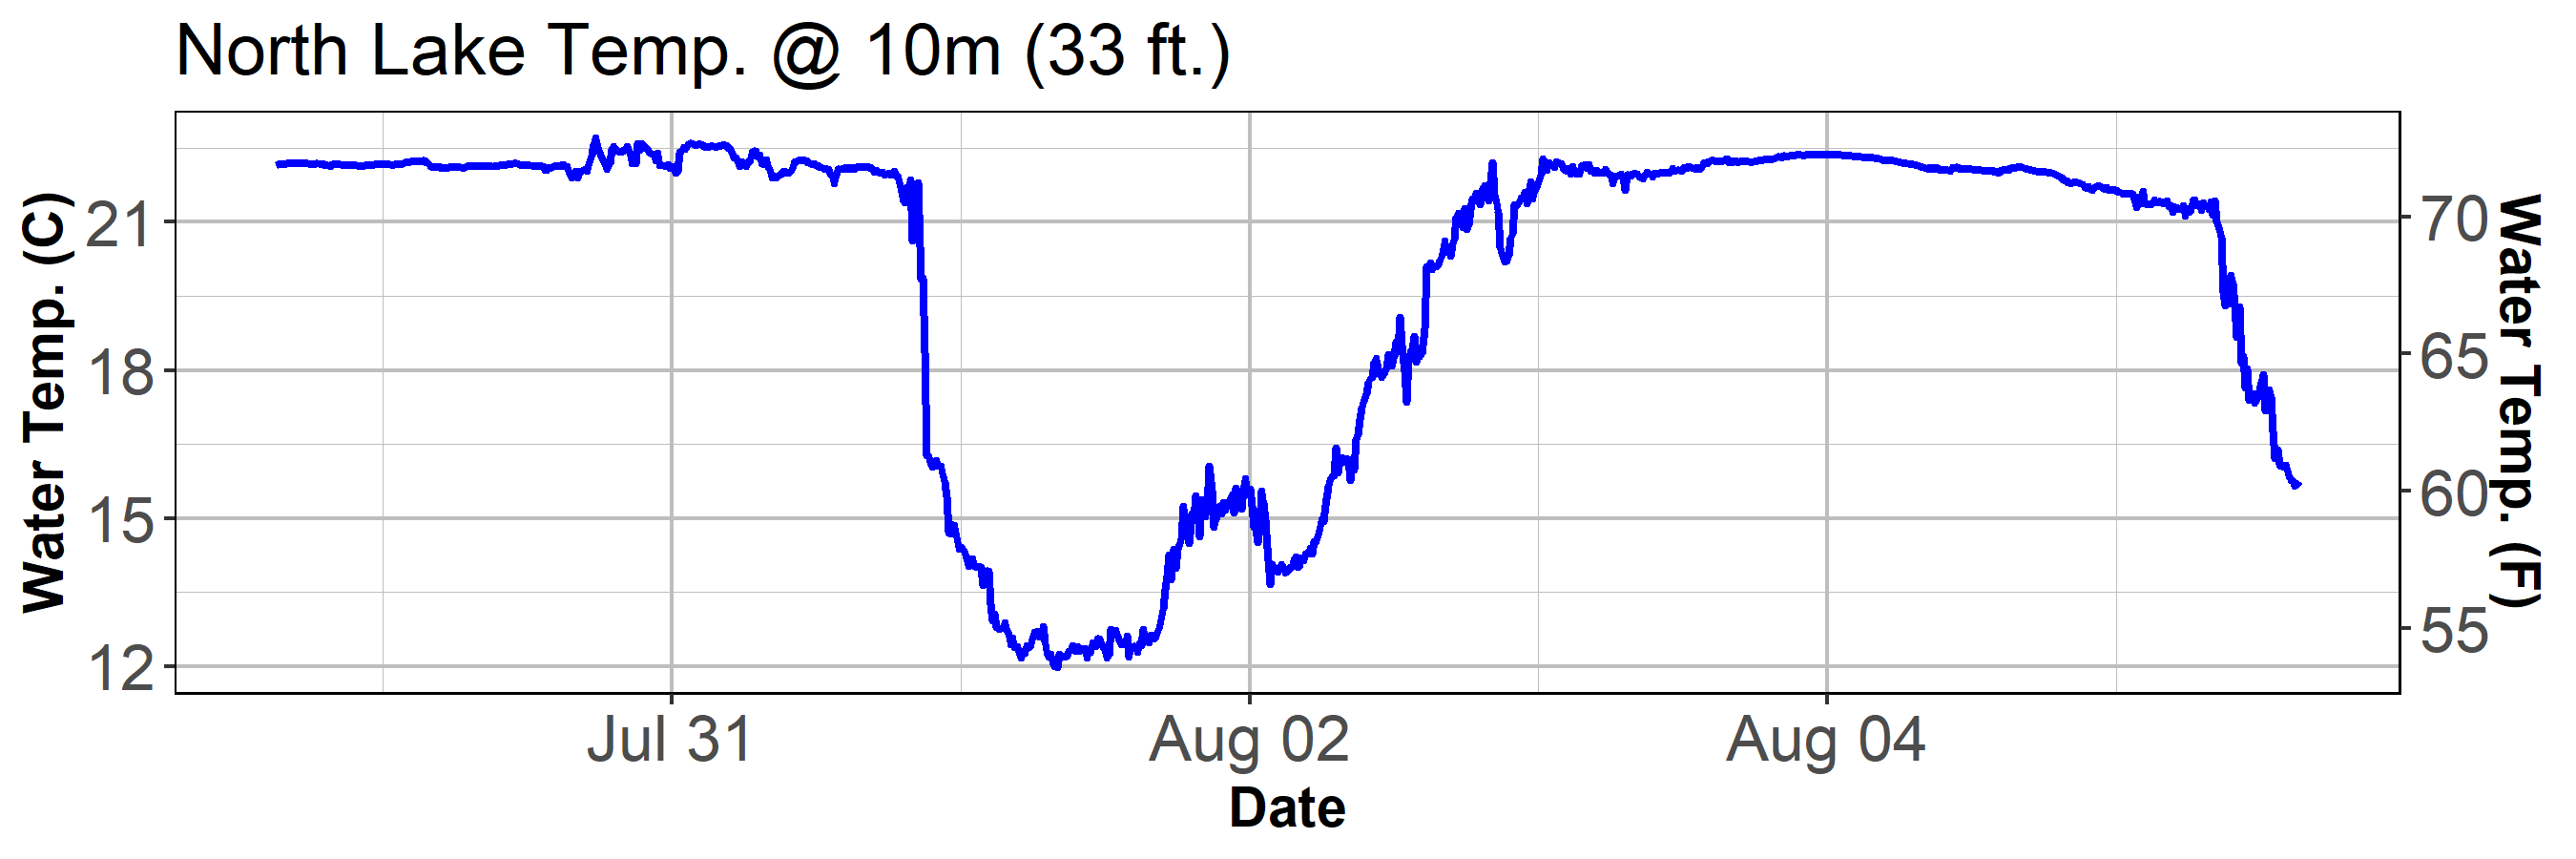 North Lake Temp. @ 10m (33 ft.)
Water Temp. (C)
21
18
15
12
70
65
60
55
Water Temp. (F)
Jul 31
Aug 02
Aug 04
Date